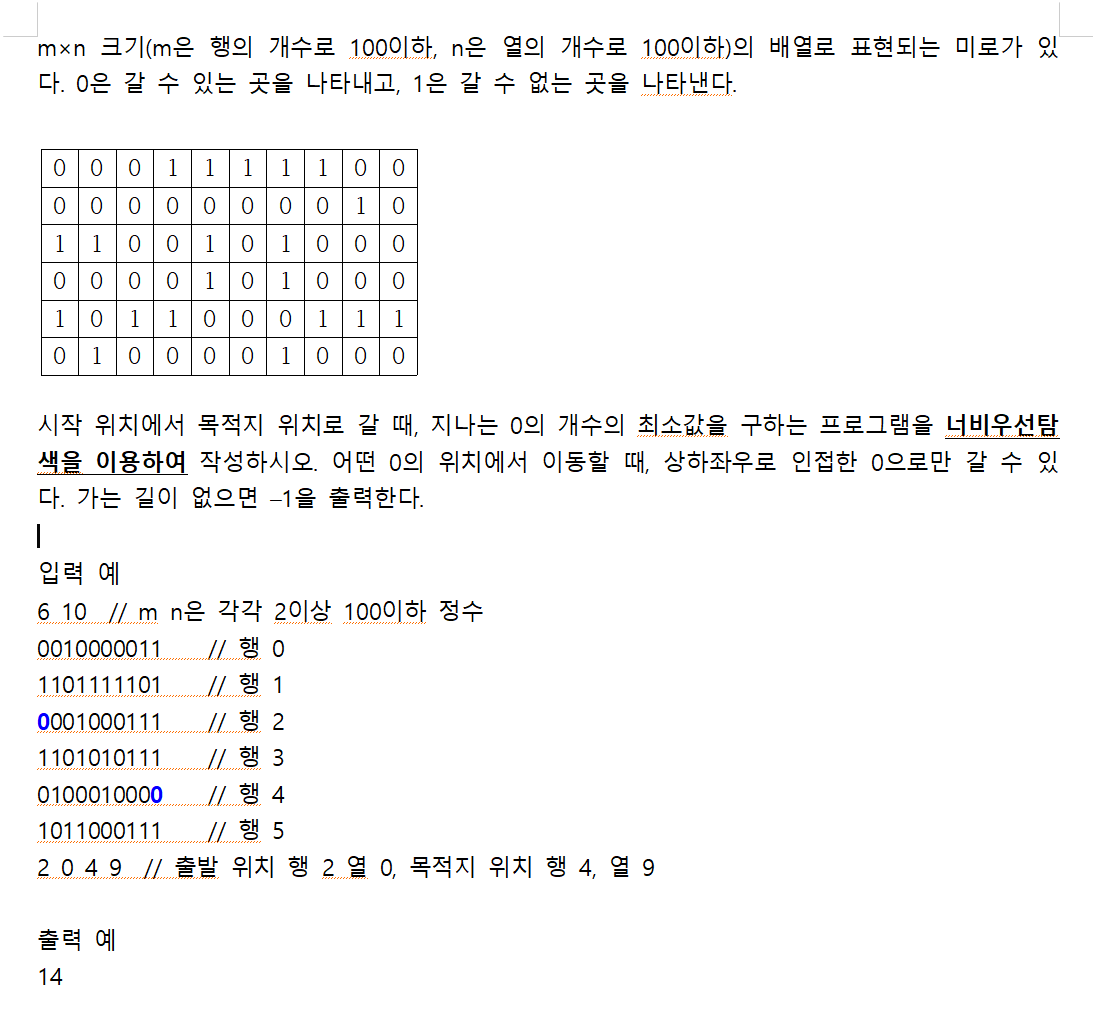 m×n 크기(m은 행의 개수로 100이하, n은 열의 개수로 100이하)의 배열로 표현되는 미로가 있
다. 0은 갈 수 있는 곳을 나타내고, 1은 갈 수 없는 곳을 나타낸다.
0 0 0 1 1 1 1 1 0 0
0 0 0 0 0 0 0 0 1 0
1 1 0 0 1 0 1 0 0 0
0 0 0 0 1 0 1 0 0 0
1 0 1 1 0 0 0 1 1 1
0 1 0 0 0 0 1 0 0 0
시작 위치에서 목적지 위치로 갈 때, 지나는 0의 개수의 최소값을 구하는 프로그램을 너비우선탐
색을 이용하여 작성하시오. 어떤 0의 위치에서 이동할 때, 상하좌우로 인접한 0으로만 갈 수 있
다. 가는 길이 없으면 –1을 출력한다.
입력 예
6 10 // m n은 각각 2이상 100이하 정수
0010000011 // 행 0
1101111101 // 행 1
0001000111 // 행 2
1101010111 // 행 3
0100010000 // 행 4
1011000111 // 행 5
2 0 4 9 // 출발 위치 행 2 열 0, 목적지 위치 행 4, 열 9
출력 예
14